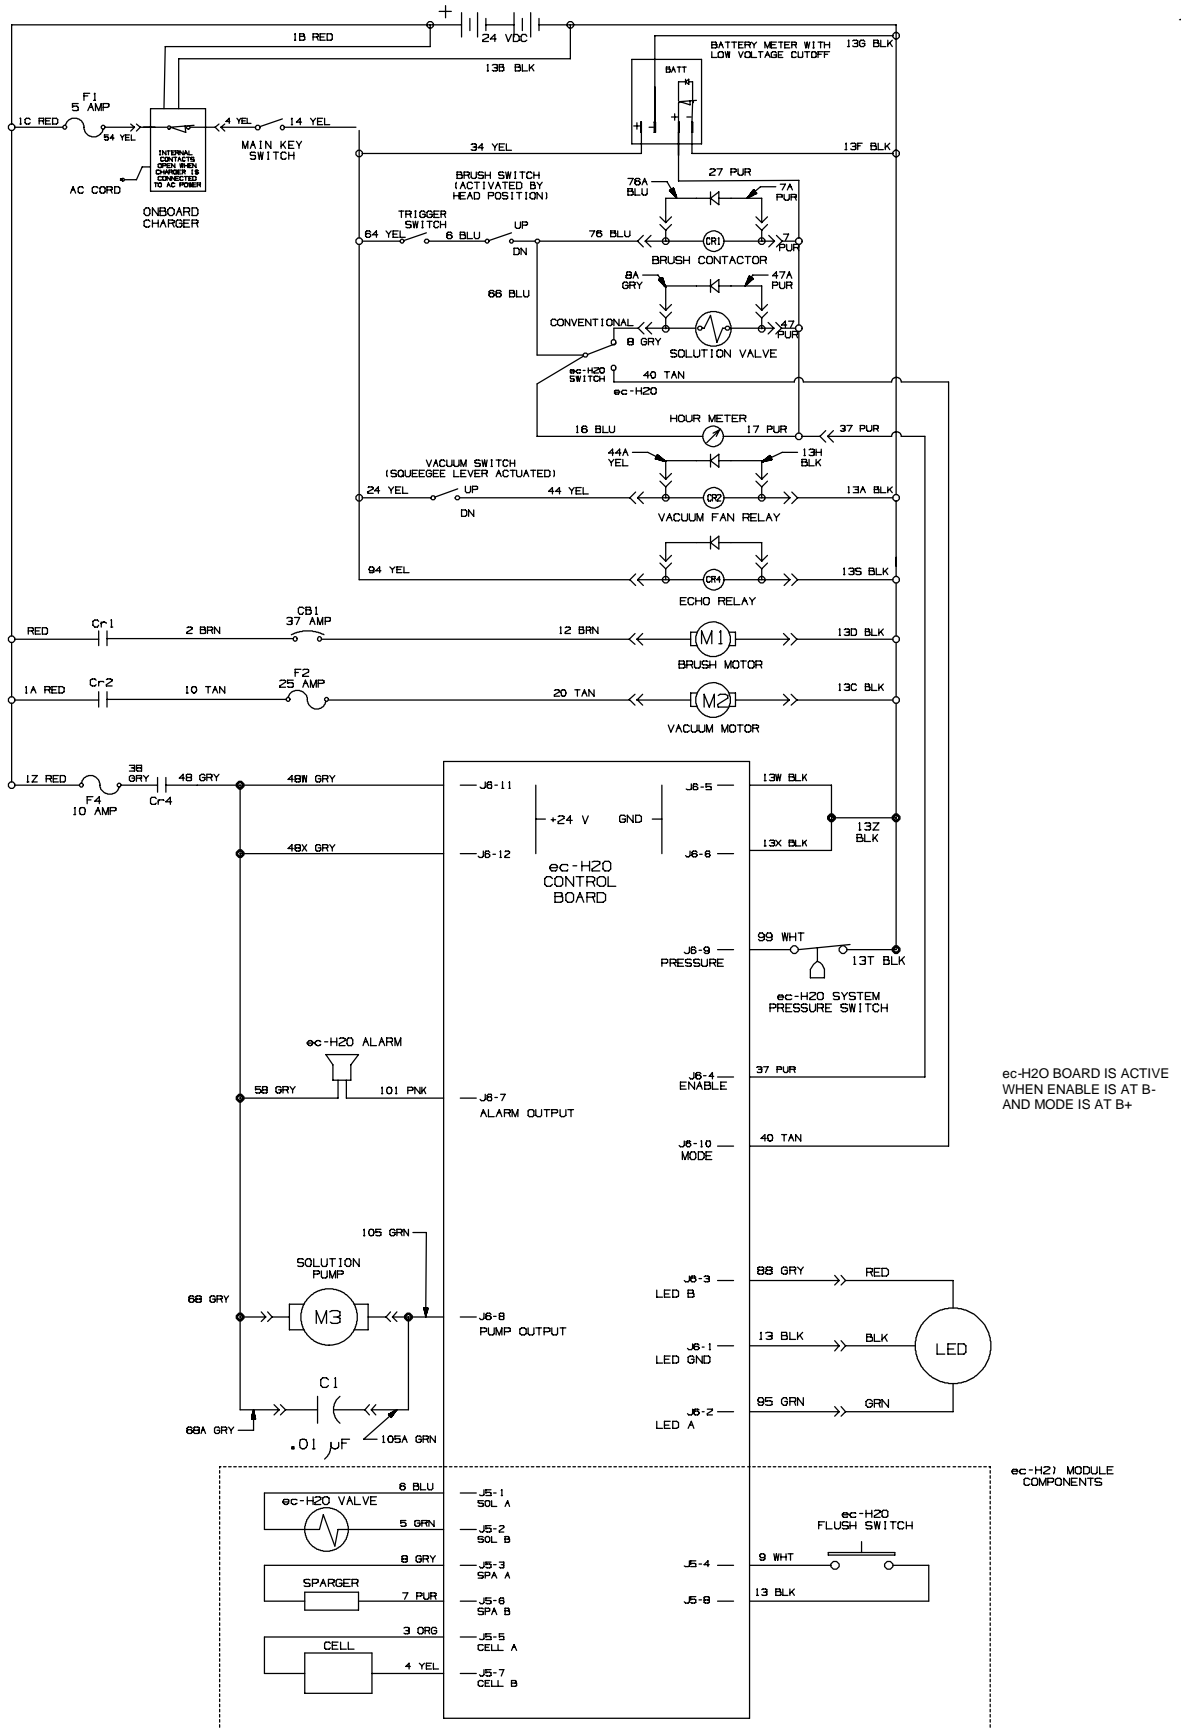 +
1B RED
24 VDC
13B BLK
BATTERY METER WITH
LOW VOLTAGE CUTOFF
13G BLK
BATT
+
-
+
-
F1
5 AMP
1C RED
54 YEL
4 YEL
14 YEL
MAIN KEY
SWITCH
INTERNAL
CONTACTS
OPEN WHEN
CHARGER IS
CONNECTED
TO AC POWER
AC CORD
ONBOARD
CHARGER
34 YEL
13F BLK
27 PUR
BRUSH SWITCH
(ACTIVATED BY
HEAD POSITION)
76A
BLU
7A
PUR
TRIGGER
SWITCH
64 YEL
6 BLU
UP
DN
76 BLU
CR1
7
PUR
BRUSH CONTACTOR
8A
GRY
47A
PUR
66 BLU
CONVENTIONAL
8 GRY
47
PUR
SOLUTION VALVE
ec-H2O
SWITCH
40 TAN
ec-H2O
HOUR METER
16 BLU
17 PUR
37 PUR
44A
YEL
13H
BLK
VACUUM SWITCH
(SQUEEGEE LEVER ACTUATED)
24 YEL
UP
DN
44 YEL
CR2
13A BLK
VACUUM FAN RELAY
94 YEL
CR4
13S BLK
ECHO RELAY
RED
Cr1
2 BRN
CB1
37 AMP
12 BRN
M1
13D BLK
BRUSH MOTOR
1A RED
Cr2
10 TAN
F2
25 AMP
20 TAN
M2
13C BLK
VACUUM MOTOR
1Z RED
F4
10 AMP
3B
GRY
Cr4
4B GRY
48W GRY
J6-11
+24 V
GND
J6-5
13W BLK
13Z
BLK
48X GRY
J6-12
J6-6
13X BLK
ec-H2O
CONTROL
BOARD
J6-9
PRESSURE
99 WHT
13T BLK
ec-H2O SYSTEM
PRESSURE SWITCH
ec-H2O ALARM
5B GRY
101 PNK
J6-7
ALARM OUTPUT
J6-4
ENABLE
37 PUR
ec-H2O BOARD IS ACTIVE
WHEN ENABLE IS AT B-
AND MODE IS AT B+
J6-10
MODE
40 TAN
105 GRN
SOLUTION
PUMP
68 GRY
M3
J6-8
PUMP OUTPUT
C1
.01 µF
68A GRY
105A GRN
J6-3
LED B
88 GRY
RED
J6-1
LED GND
13 BLK
BLK
LED
J6-2
LED A
95 GRN
GRN
ec-H2) MODULE
COMPONENTS
6 BLU
J5-1
SOL A
ec-H2O VALVE
5 GRN
J5-2
SOL B
8 GRY
J5-3
SPA A
SPARGER
7 PUR
J5-6
SPA B
3 ORG
J5-5
CELL A
CELL
4 YEL
J5-7
CELL B
ec-H2O
FLUSH SWITCH
J5-4
9 WHT
J5-8
13 BLK